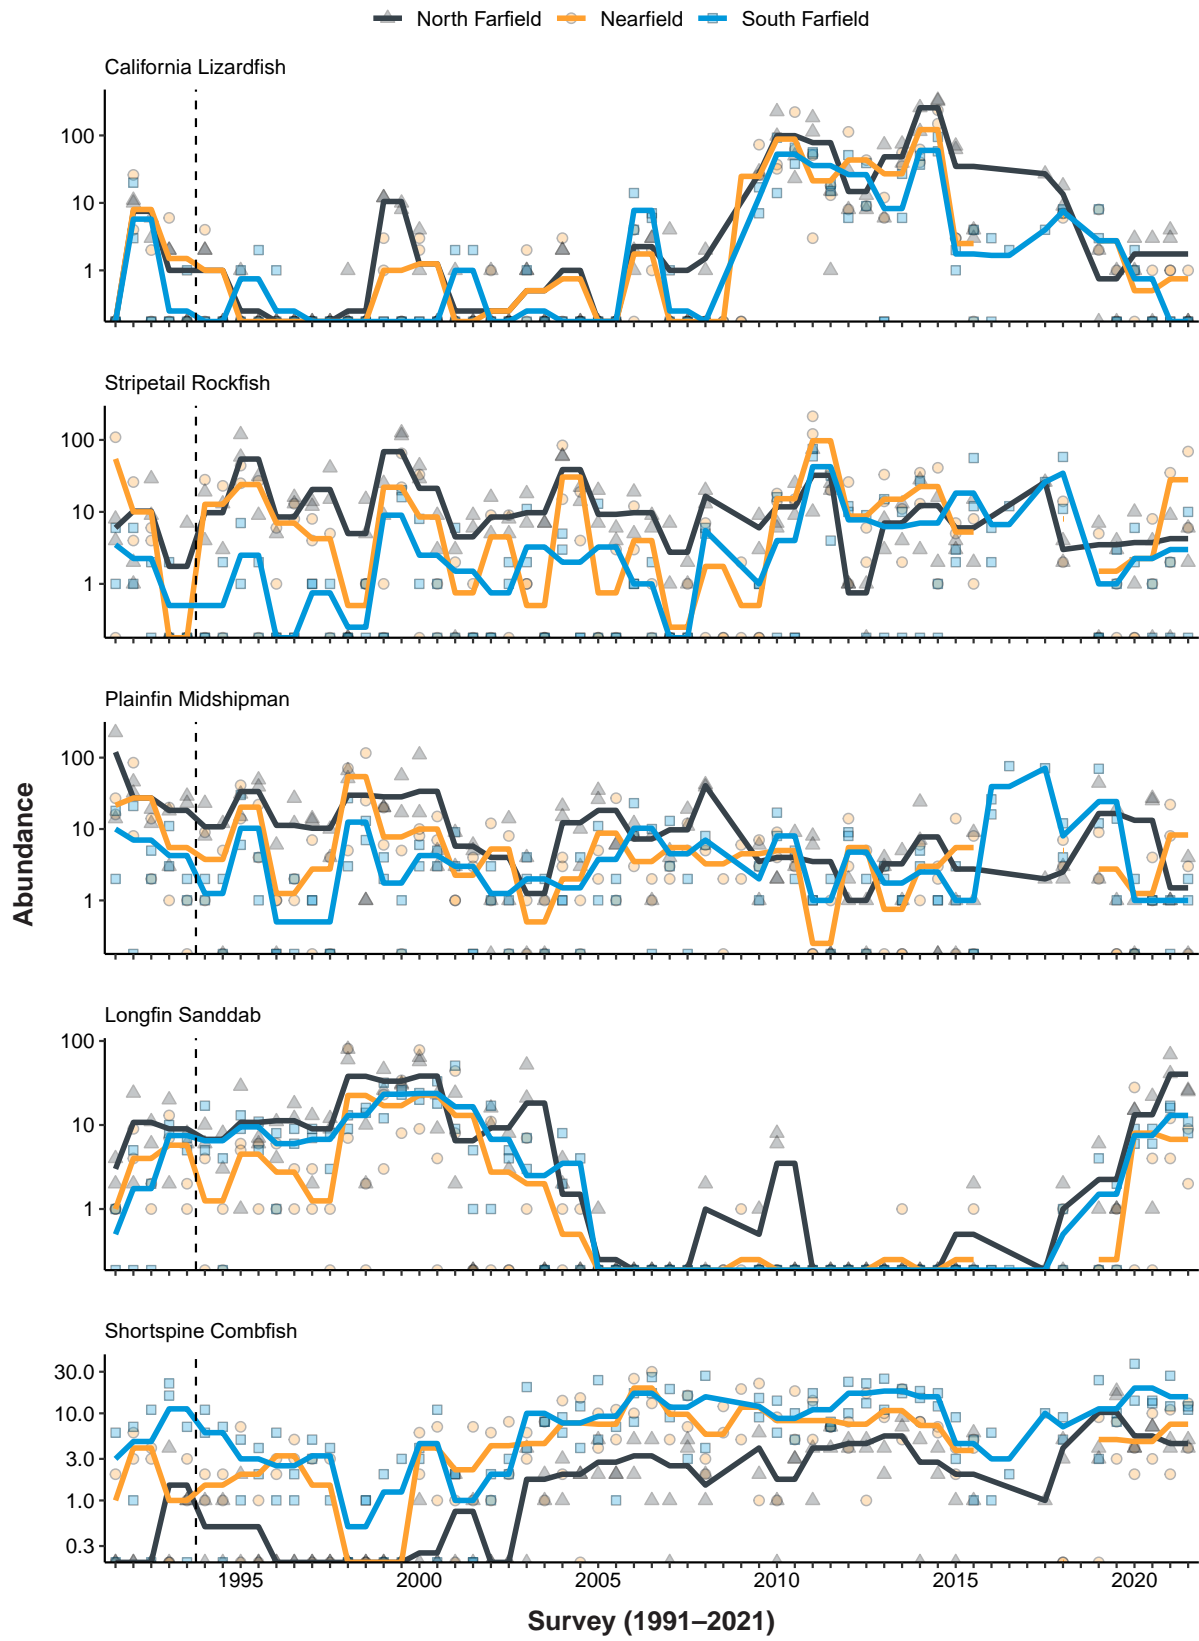 North Farfield Nearfield South Farfield
California Lizardfish
100
10
1
Stripetail Rockfish
100
10
1
Plainfin Midshipman
100
10
1
Abundance
Longfin Sanddab
100
10
1
Shortspine Combfish
30.0
10.0
3.0
1.0
0.3
1995 2000 2005 2010 2015 2020
Survey (1991–2021)